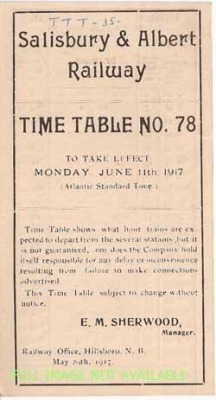 TTT-35-
Salisbury & Albert
Railway
TIME TABLE NO. 78
TO TAKE EFFECT
MONDAY JUNE 11th, 1917
(Atlantic Standard Time)
Time Table shows what hour trains are ex-
pected to depart from the several stations, but it
is not guaranteed, nor does the Company hold
itself responsible for any delay or inconvenience
resulting from failure to make connections
advertised.
This Time Table subject to change without
notice.
E. M. SHERWOOD,
Manager.
Railway Office, Hillsboro, N. B.
May 26th, 1917.
FULL IMAGE NOT AVAILABLE